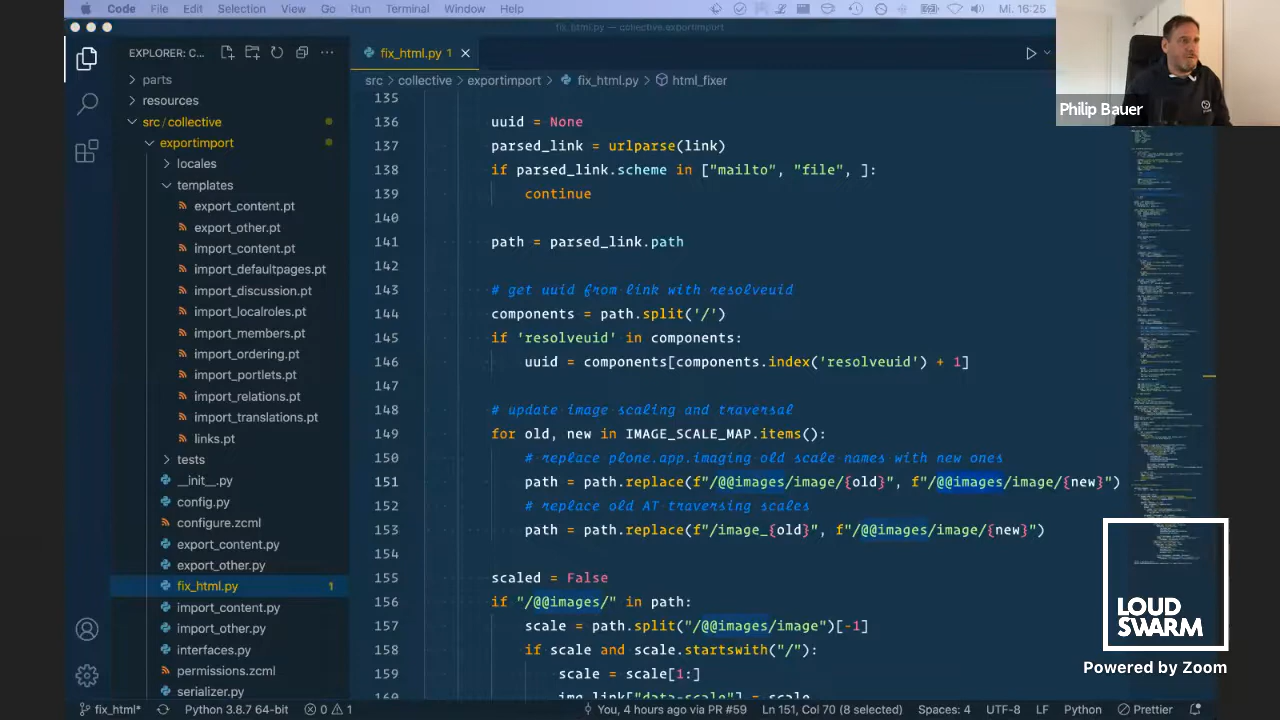 Code File Edit Selection View Go Run Terminal Window Help Mi. 16:25
fix_html.py — collective.exportimport
EXPLORER: C...
parts
resources
src/collective
exportimport
locales
templates
export_content.pt
export_other.pt
import_content.pt
import_defaultpages.pt
import_discussion.pt
import_localroles.pt
import_members.pt
import_ordering.pt
import_portlets.pt
import_relations.pt
import_translations.pt
links.pt
tests
__init__.py
config.py
configure.zcml
export_content.py
export_other.py
fix_html.py 1
import_content.py
import_other.py
interfaces.py
permissions.zcml
serializer.py
fix_html.py 1
src > collective > exportimport > fix_html.py > html_fixer
135
136 uuid = None
137 parsed_link = urlparse(link)
138 if parsed_link.scheme in ["mailto", "file", ]:
139 continue
140
141 path = parsed_link.path
142
143 # get uuid from link with resolveuid
144 components = path.split('/')
145 if 'resolveuid' in components:
146 uuid = components[components.index('resolveuid') + 1]
147
148 # update image scaling and traversal
149 for old, new in IMAGE_SCALE_MAP.items():
150 # replace plone.app.imaging old scale names with new ones
151 path = path.replace(f"/@@images/image/{old}", f"/@@images/image/{new}")
152 # replace old AT traversing scales
153 path = path.replace(f"/image_{old}", f"/@@images/image/{new}")
154
155 scaled = False
156 if "/@@images/" in path:
157 scale = path.split("/@@images/image")[-1]
158 if scale and scale.startswith("/"):
159 scale = scale[1:]
160 img_link["data-scale"] = scale
Philip Bauer
LOUD
SWARM
Powered by Zoom
fix_html* Python 3.8.7 64-bit 0 1 You, 4 hours ago via PR #59 Ln 151, Col 70 (8 selected) Spaces: 4 UTF-8 LF Python Prettier